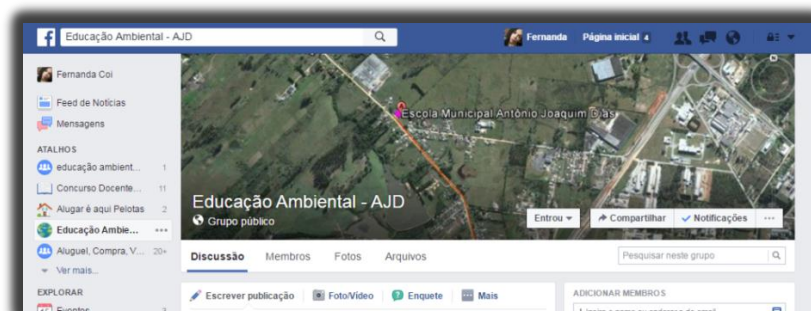 Educação Ambiental - AJD
Fernanda
Página inicial 4
Fernanda Coi
Feed de Notícias
Mensagens
ATALHOS
educação ambient... 1
Concurso Docente... 11
Alugar é aqui Pelotas 2
Educação Ambie...
Aluguel, Compra, V... 20+
Ver mais...
EXPLORAR
Eventos 3
1
Escola Municipal Antônio Joaquim Dias
Educação Ambiental - AJD
Grupo público
Entrou
Compartilhar
Notificações
Discussão Membros Fotos Arquivos
Pesquisar neste grupo
Escrever publicação
Foto/Vídeo
Enquete
Mais
ADICIONAR MEMBROS